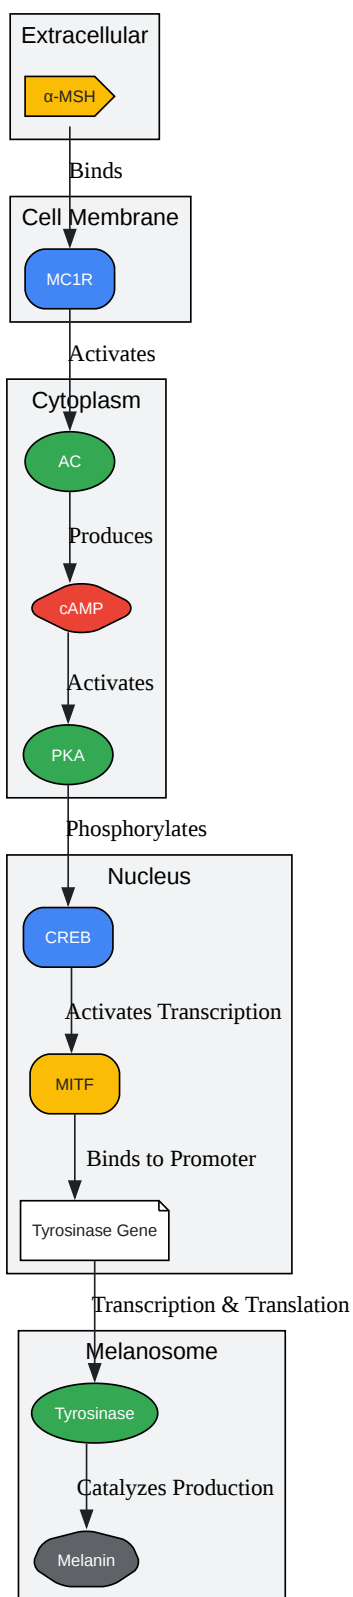 Extracellular
α-MSH
Binds
Cell Membrane
MC1R
Activates
Cytoplasm
AC
Produces
cAMP
Activates
PKA
Phosphorylates
Nucleus
CREB
Activates Transcription
MITF
Binds to Promoter
Tyrosinase Gene
Transcription & Translation
Melanosome
Tyrosinase
Catalyzes Production
Melanin